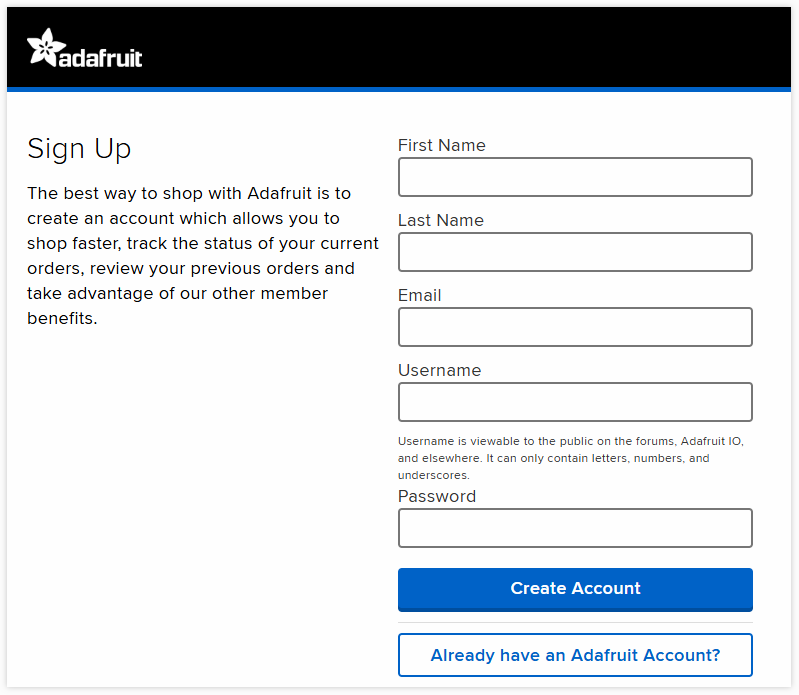 adafruit
Sign Up
The best way to shop with Adafruit is to
create an account which allows you to
shop faster, track the status of your current
orders, review your previous orders and
take advantage of our other member
benefits.
First Name
Last Name
Email
Username
Username is viewable to the public on the forums, Adafruit IO,
and elsewhere. It can only contain letters, numbers, and
underscores.
Password
Create Account
Already have an Adafruit Account?